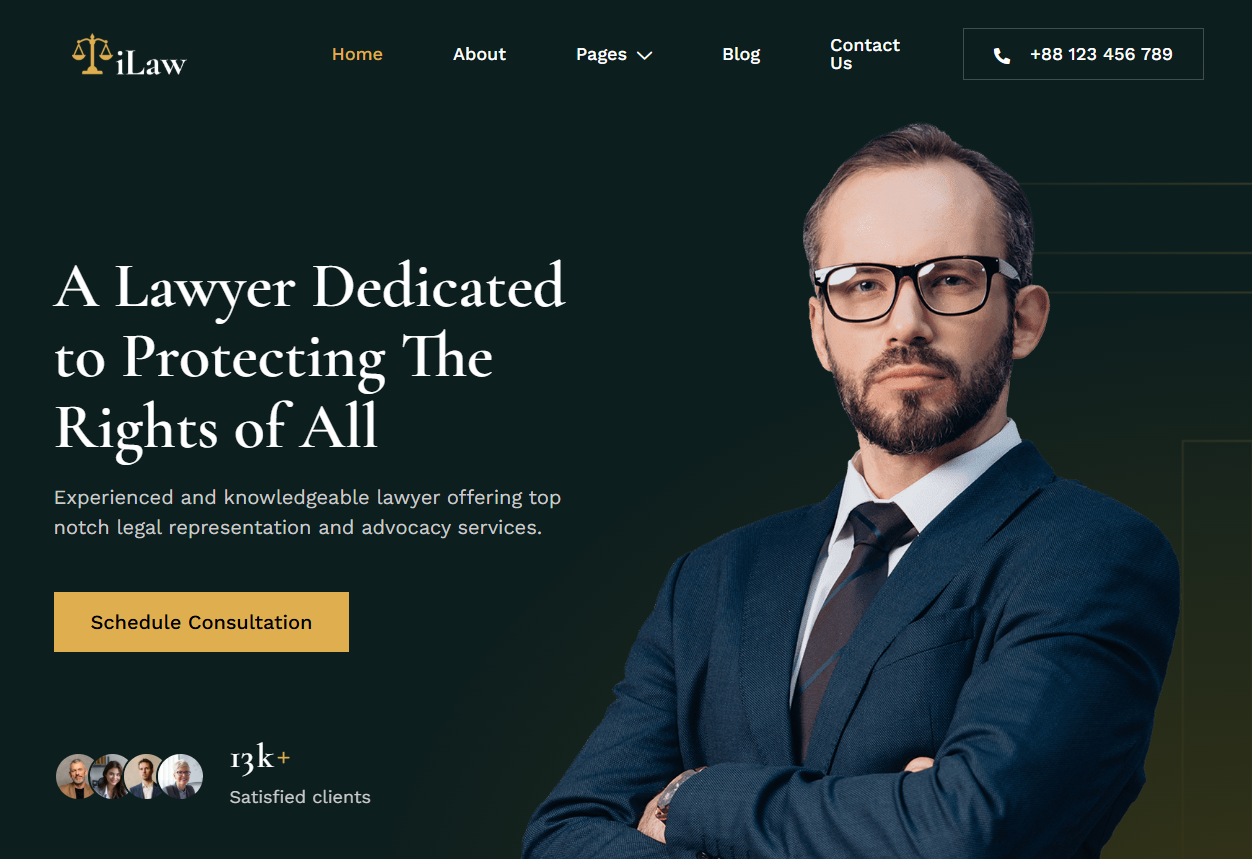 iLaw
Home
About
Pages
Blog
Contact
Us
+88 123 456 789
A Lawyer Dedicated
to Protecting The
Rights of All
Experienced and knowledgeable lawyer offering top
notch legal representation and advocacy services.
Schedule Consultation
13k+
Satisfied clients